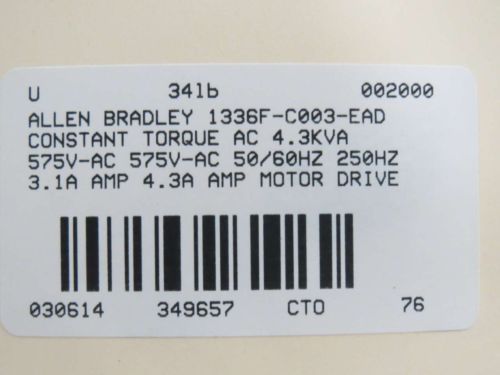 U 34lb 002000
ALLEN BRADLEY 1336F-C003-EAD
CONSTANT TORQUE AC 4.3KVA
575V-AC 575V-AC 50/60HZ 250HZ
3.1A AMP 4.3A AMP MOTOR DRIVE
030614 349657 CTO 76